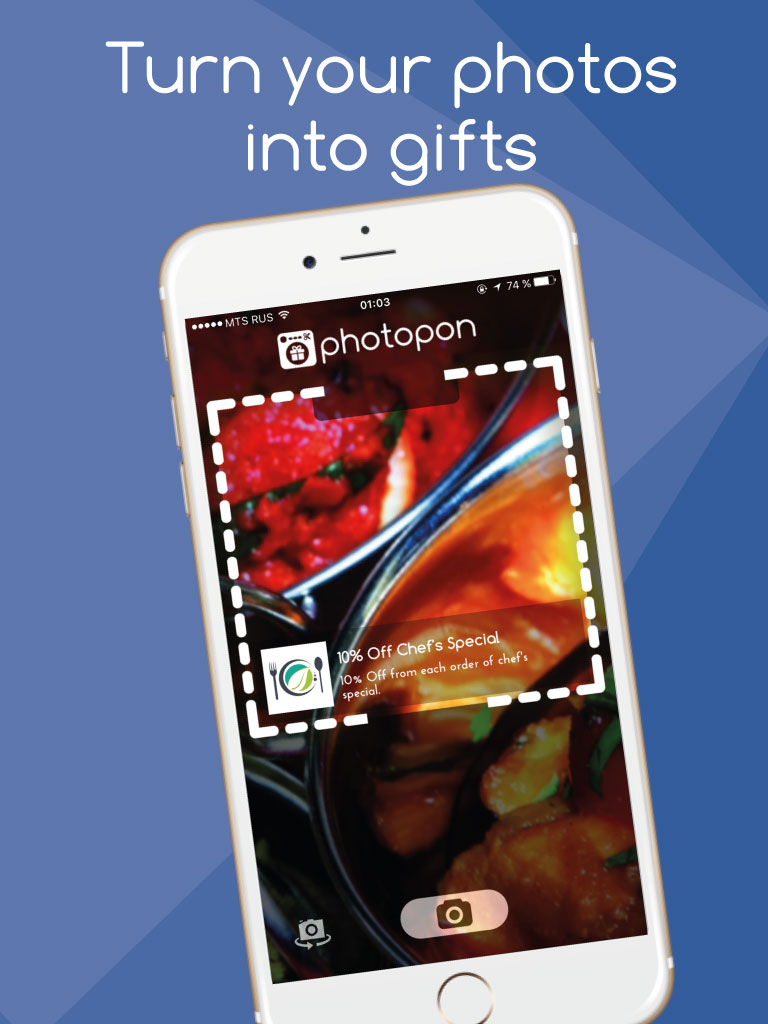 Turn your photos
into gifts
MTS RUS
01:03
74 %
photopon
10% Off Chef's Special
10% Off from each order of chef's
special.